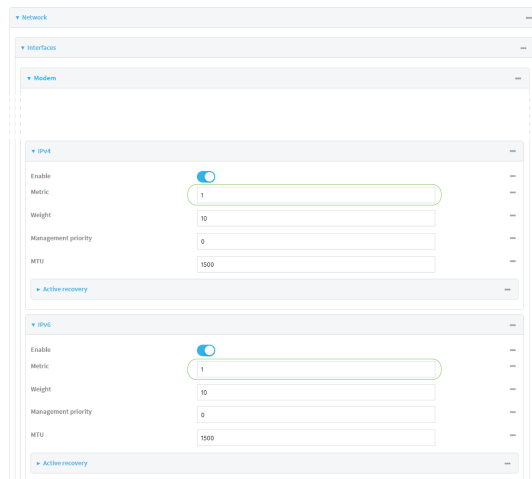 ▼ Network
▼ Interfaces
▼ Modem
▼ IPv4
Enable
Metric 1
Weight 10
Management priority 0
MTU 1500
► Active recovery
▼ IPv6
Enable
Metric 1
Weight 10
Management priority 0
MTU 1500
► Active recovery